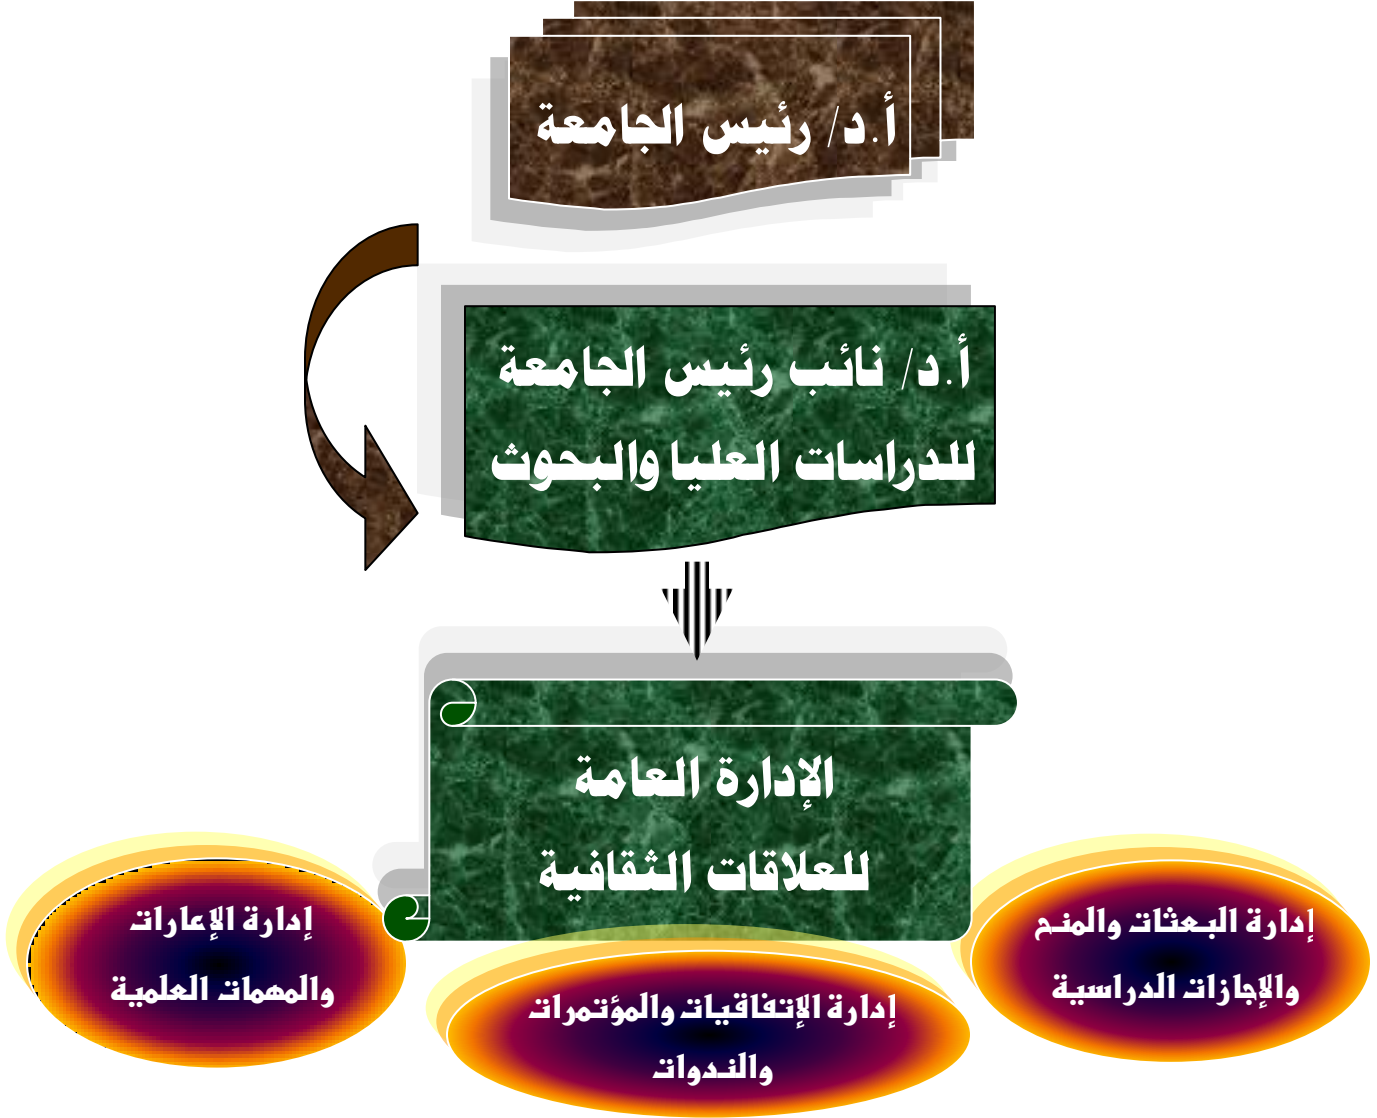 أ.د/ رئيس الجامعة
أ.د/ نائب رئيس الجامعة
للدراسات العليا والبحوث
الإدارة العامة
للعلاقات الثقافية
إدارة البعثات والمنح
والإجازات الدراسية
إدارة الإتفاقيات والمؤتمرات
والندوات
إدارة الإعارات
والمهمات العلمية